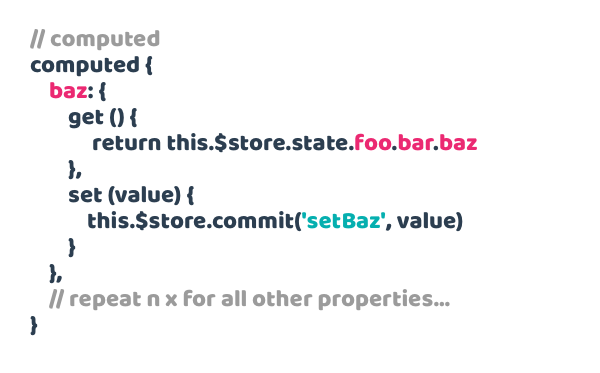 // computed
computed {
baz: {
get () {
return this.$store.state.foo.bar.baz
},
set (value) {
this.$store.commit('setBaz', value)
}
},
// repeat n x for all other properties...
}